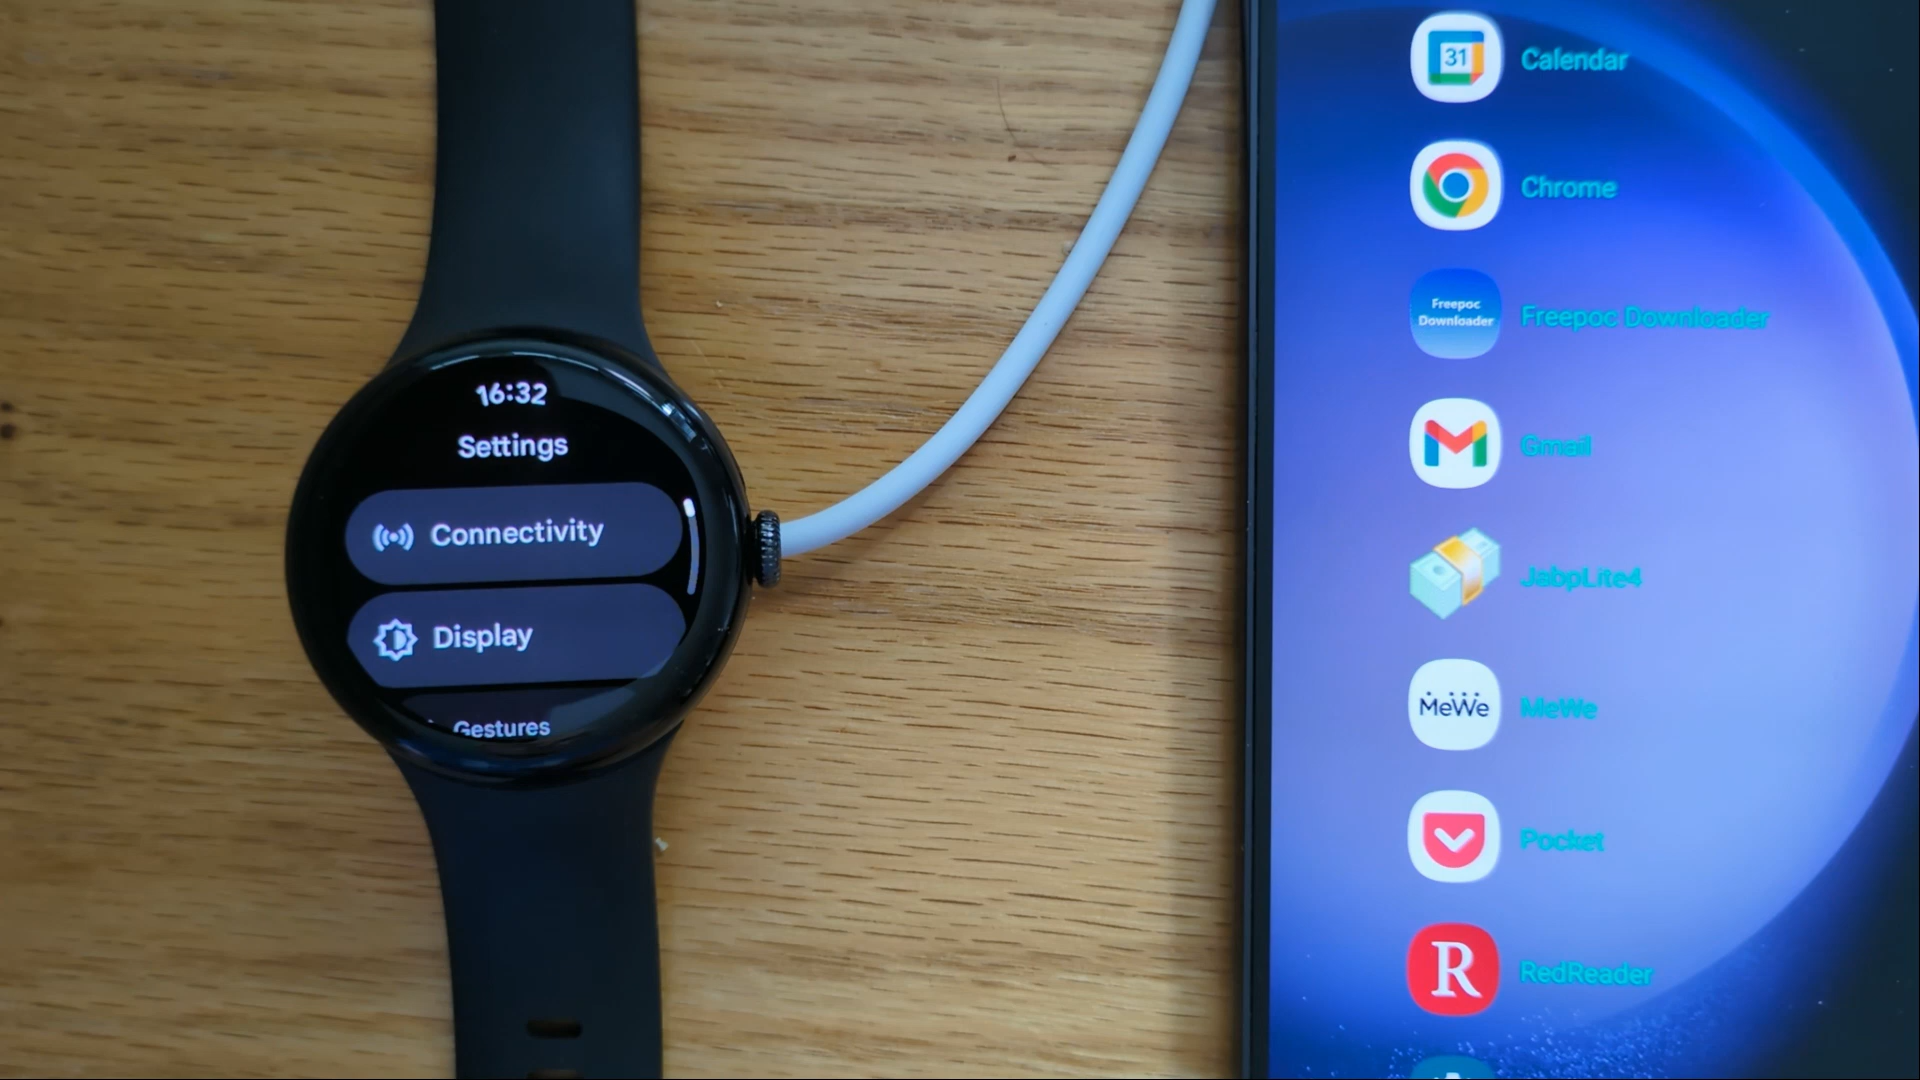 16:32
Settings
Connectivity
Display
Gestures
31
Calendar
Chrome
Freepoc
Downloader
Freepoc Downloader
Gmail
JabpLite4
MeWe
MeWe
Pocket
R
RedReader